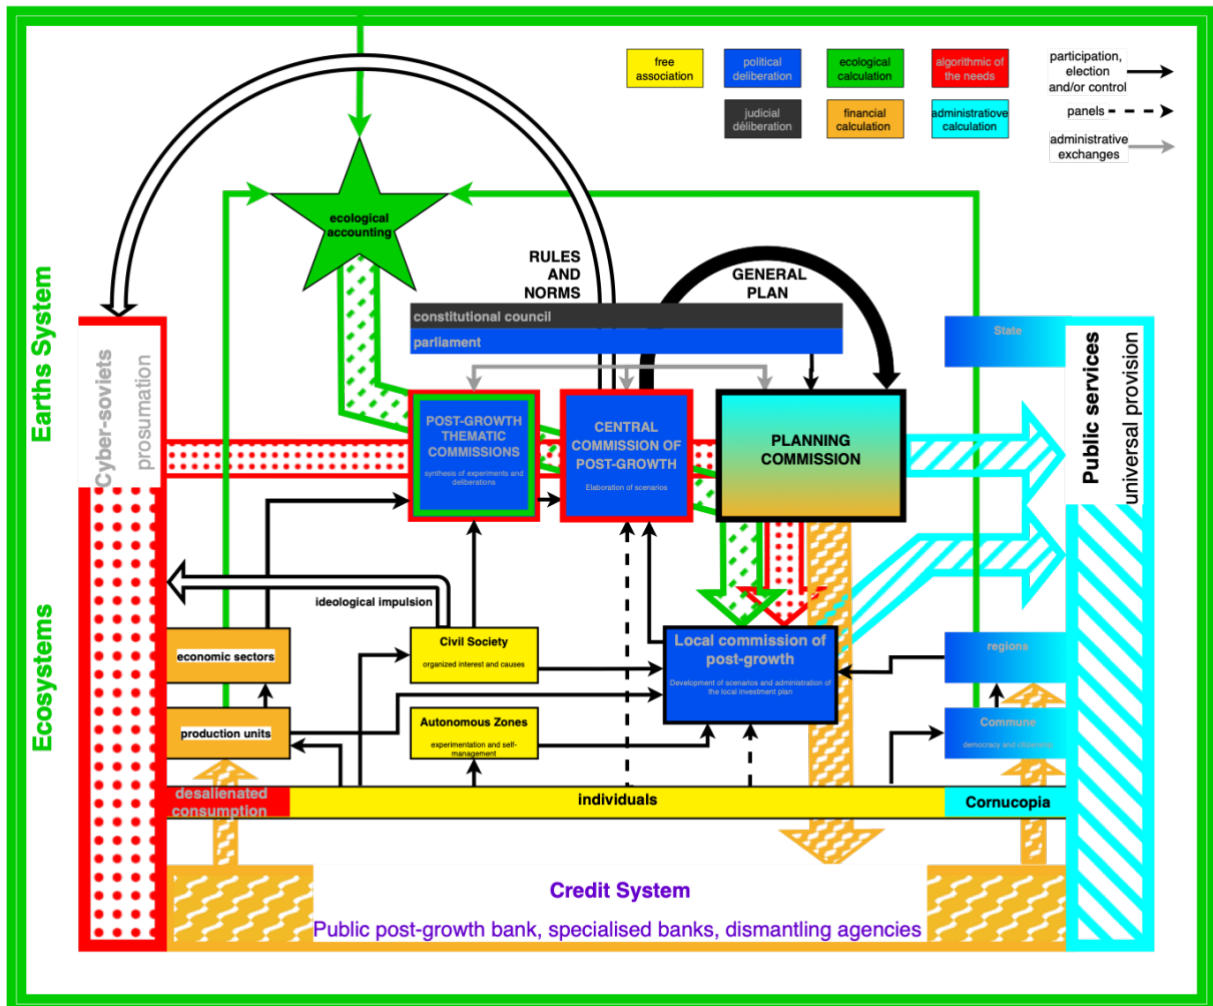 free
association
political
deliberation
ecological
calculation
algorithmic of
the needs
participation,
election
and/or control
judicial
déliberation
financial
calculation
administratiove
calculation
panels
administrative
exchanges
ecological
accounting
RULES
AND
NORMS
GENERAL
PLAN
constitutional council
parliament
State
Earths System
Ecosystems
Cyber-soviets
prosumation
POST-GROWTH
THEMATIC
COMMISSIONS
synthesis of experiments and
deliberations
CENTRAL
COMMISSION OF
POST-GROWTH
Elaboration of scenarios
PLANNING
COMMISSION
Public services
universal provision
ideological impulsion
economic sectors
Civil Society
organized interest and causes
Local commission of
post-growth
Development of scenarios and administration of
the local investment plan
regions
production units
Autonomous Zones
experimentation and self-
management
Commune
democracy and citizenship
desalienated
consumption
individuals
Cornucopia
Credit System
Public post-growth bank, specialised banks, dismantling agencies